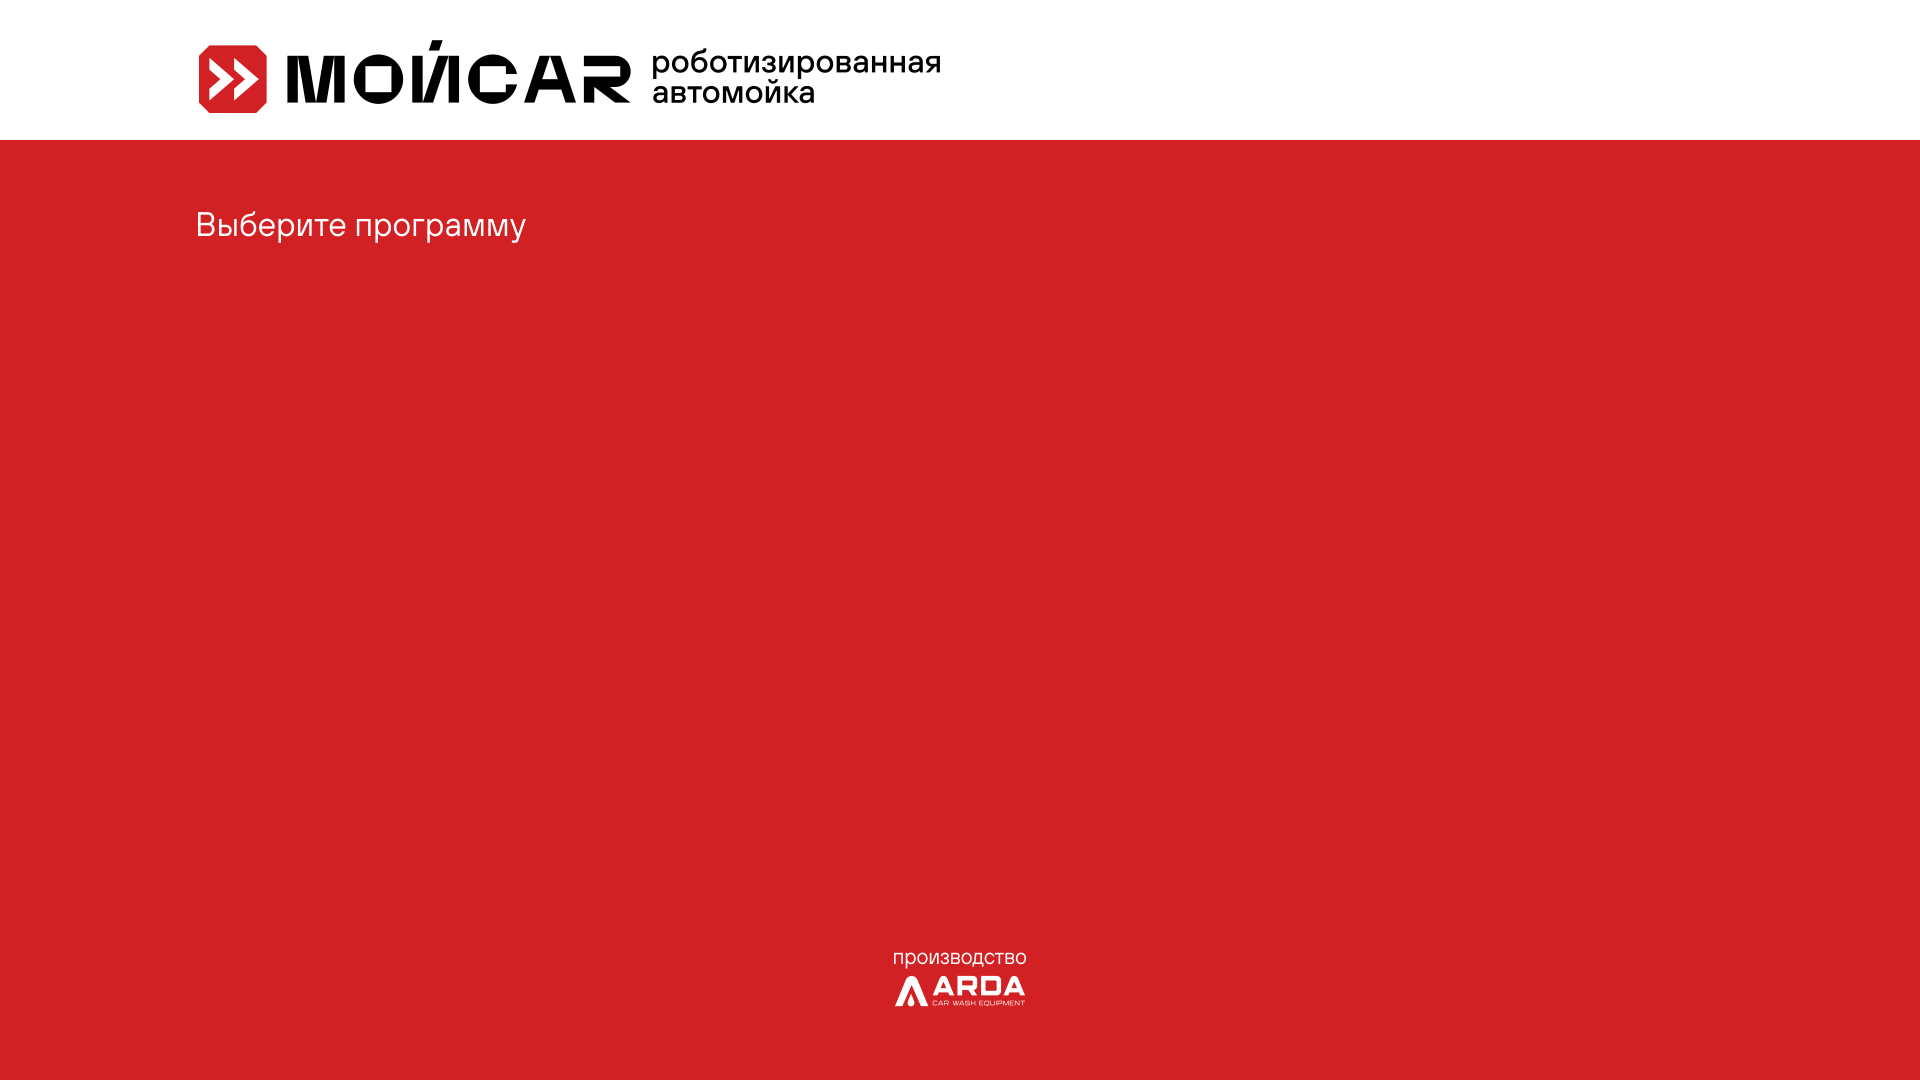 МОЙCAR
роботизированная
автомойка
Выберите программу
производство
ARDA
CAR WASH EQUIPMENT